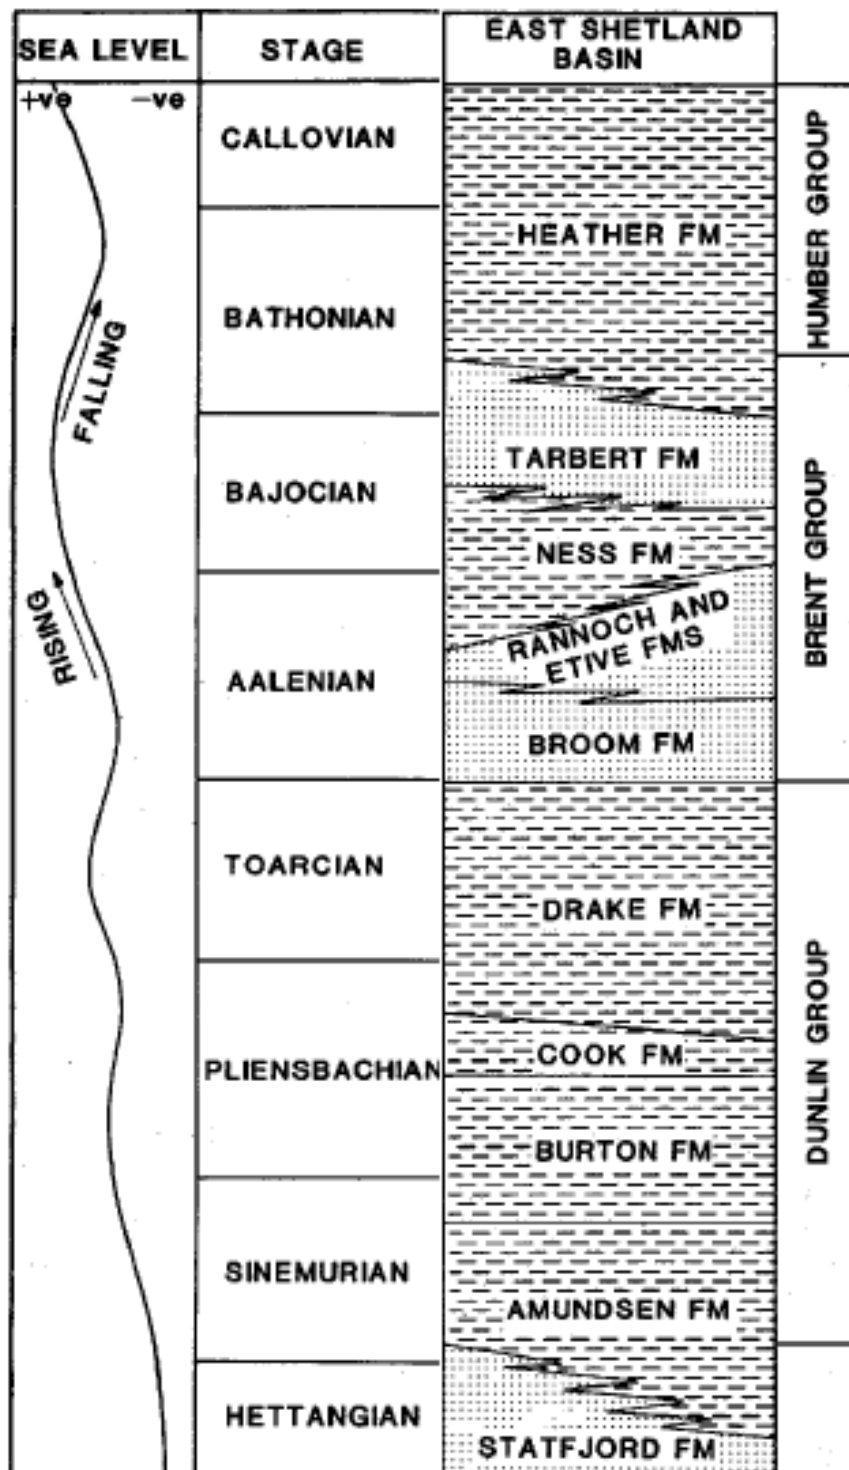 SEA LEVEL
STAGE
EAST SHETLAND
BASIN
+ve -ve
FALLING
RISING
CALLOVIAN
BATHONIAN
BAJOCIAN
AALENIAN
TOARCIAN
PLIENSBACHIAN
SINEMURIAN
HETTANGIAN
HEATHER FM
TARBERT FM
NESS FM
RANNOCH AND
ETIVE FMS
BROOM FM
DRAKE FM
COOK FM
BURTON FM
AMUNDSEN FM
STATFJORD FM
HUMBER GROUP
BRENT GROUP
DUNLIN GROUP